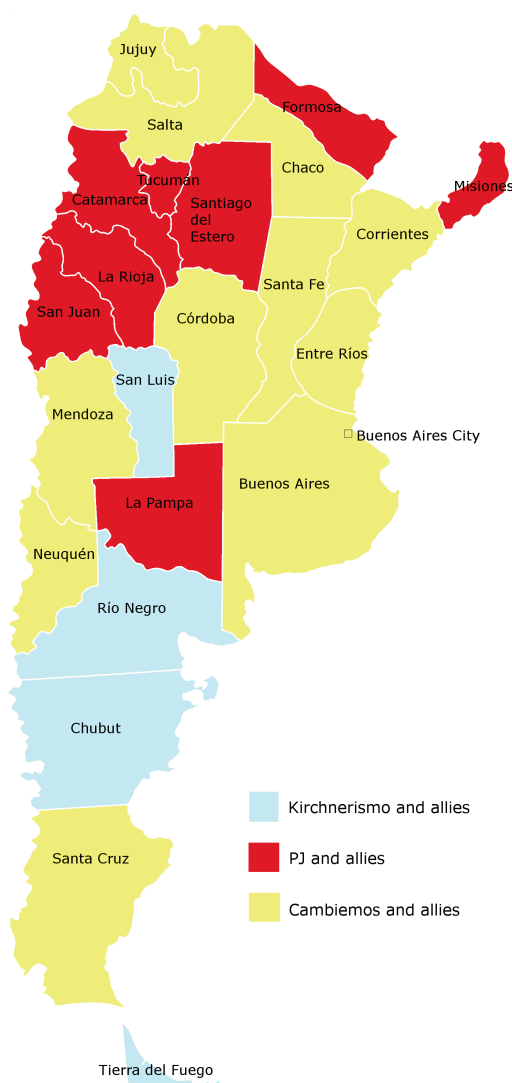 Jujuy
Formosa
Salta
Chaco
Tucumán
Misiones
Catamarca
Santiago
del
Estero
Corrientes
La Rioja
Santa Fe
San Juan
Córdoba
Entre Ríos
San Luis
Mendoza
Buenos Aires City
Buenos Aires
La Pampa
Neuquén
Río Negro
Chubut
Kirchnerismo and allies
PJ and allies
Santa Cruz
Cambiemos and allies
Tierra del Fuego